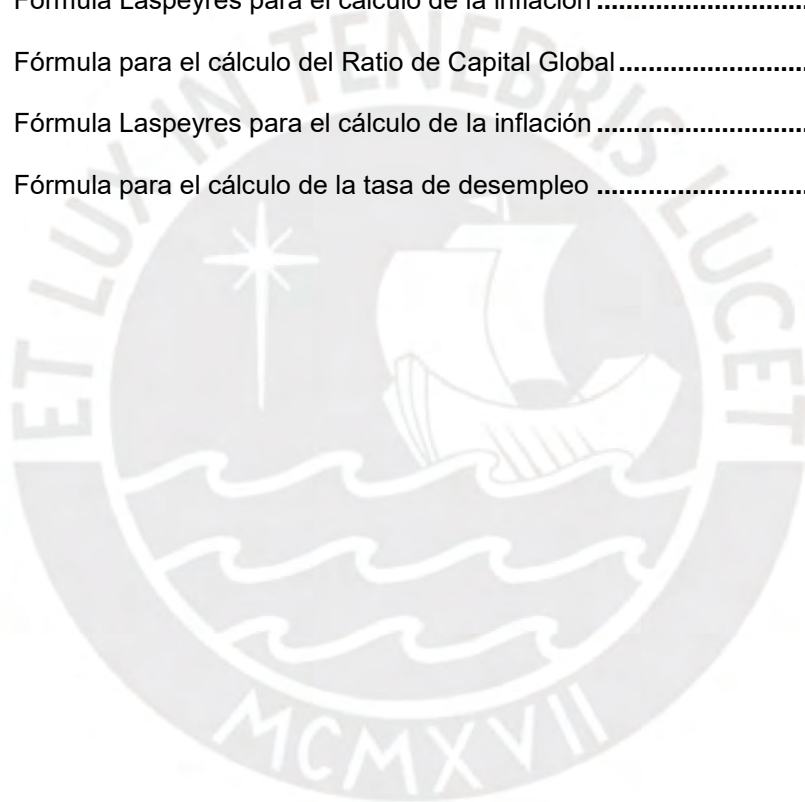 Fórmula Laspeyres para el cálculo de la inflación ............................
Fórmula para el cálculo del Ratio de Capital Global ............................
Fórmula Laspeyres para el cálculo de la inflación ............................
Fórmula para el cálculo de la tasa de desempleo ............................
ET LUX IN TENEBRIS LUCET
MCMXVII